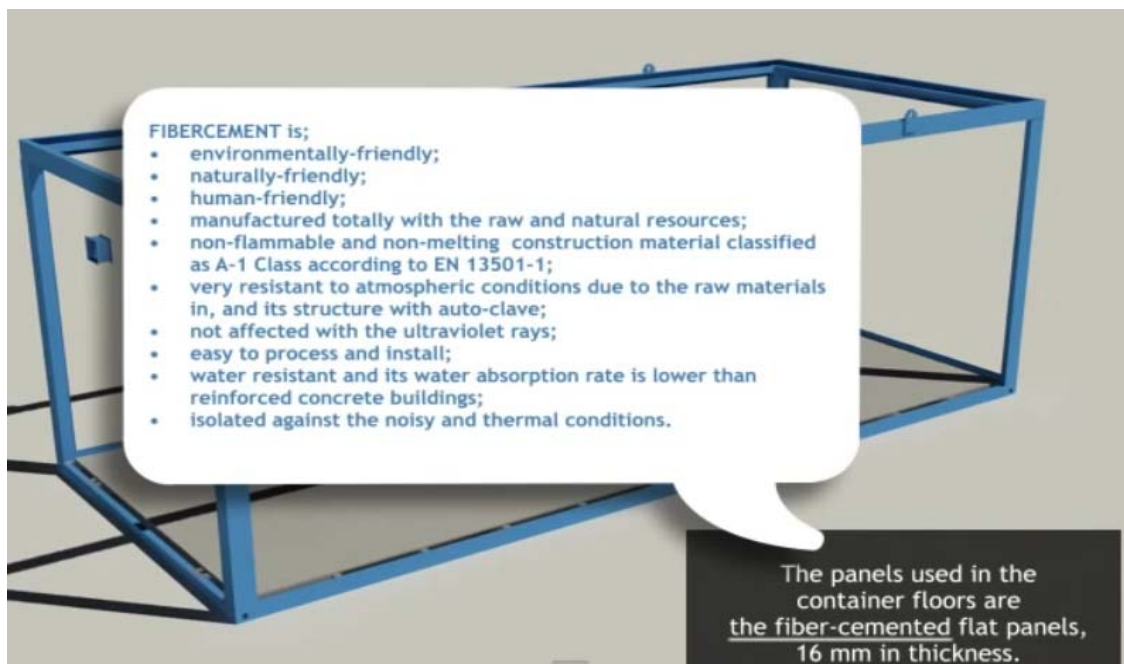 FIBERCEMENT is;
• environmentally-friendly;
• naturally-friendly;
• human-friendly;
• manufactured totally with the raw and natural resources;
• non-flammable and non-melting construction material classified
as A-1 Class according to EN 13501-1;
• very resistant to atmospheric conditions due to the raw materials
in, and its structure with auto-clave;
• not affected with the ultraviolet rays;
• easy to process and install;
• water resistant and its water absorption rate is lower than
reinforced concrete buildings;
• isolated against the noisy and thermal conditions.
The panels used in the
container floors are
the fiber-cemented flat panels,
16 mm in thickness.